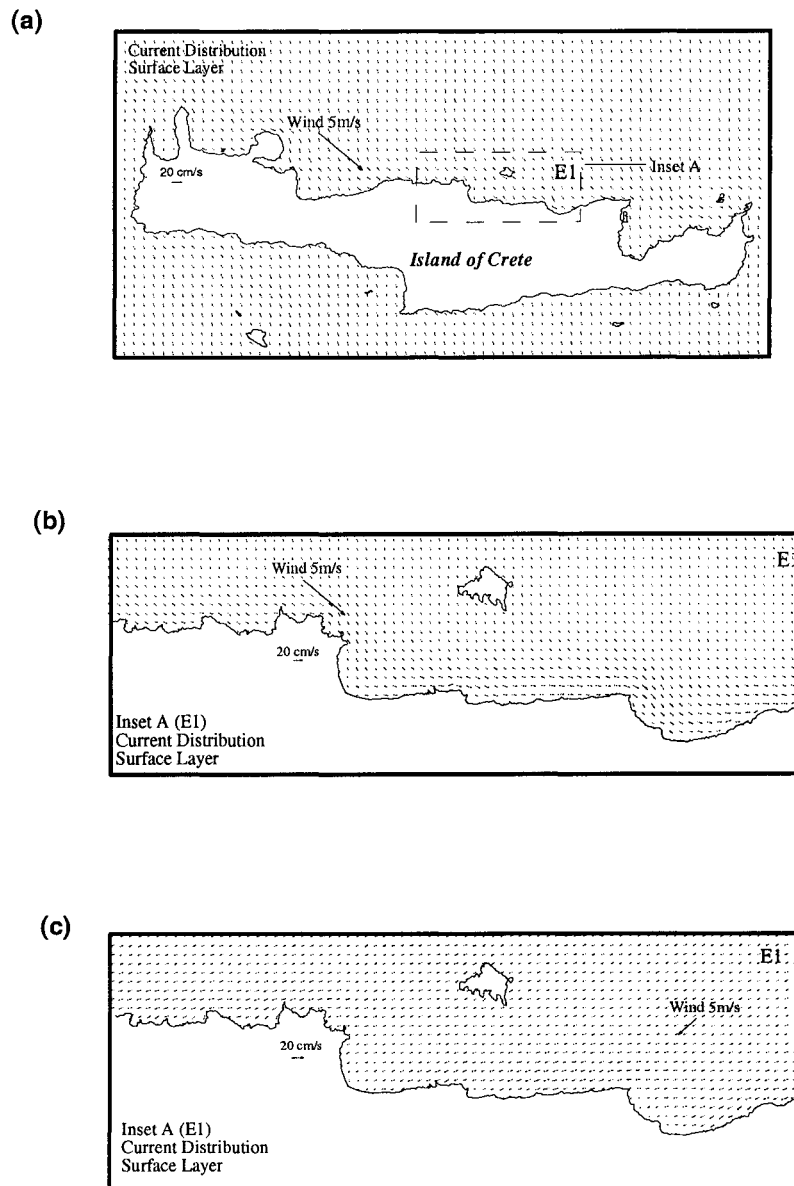 (a)
Current Distribution
Surface Layer
Wind 5m/s
20 cm/s
E1
Inset A
Island of Crete
(b)
E
Wind 5m/s
20 cm/s
Inset A (E1)
Current Distribution
Surface Layer
(c)
E1
Wind 5m/s
20 cm/s
Inset A (E1)
Current Distribution
Surface Layer